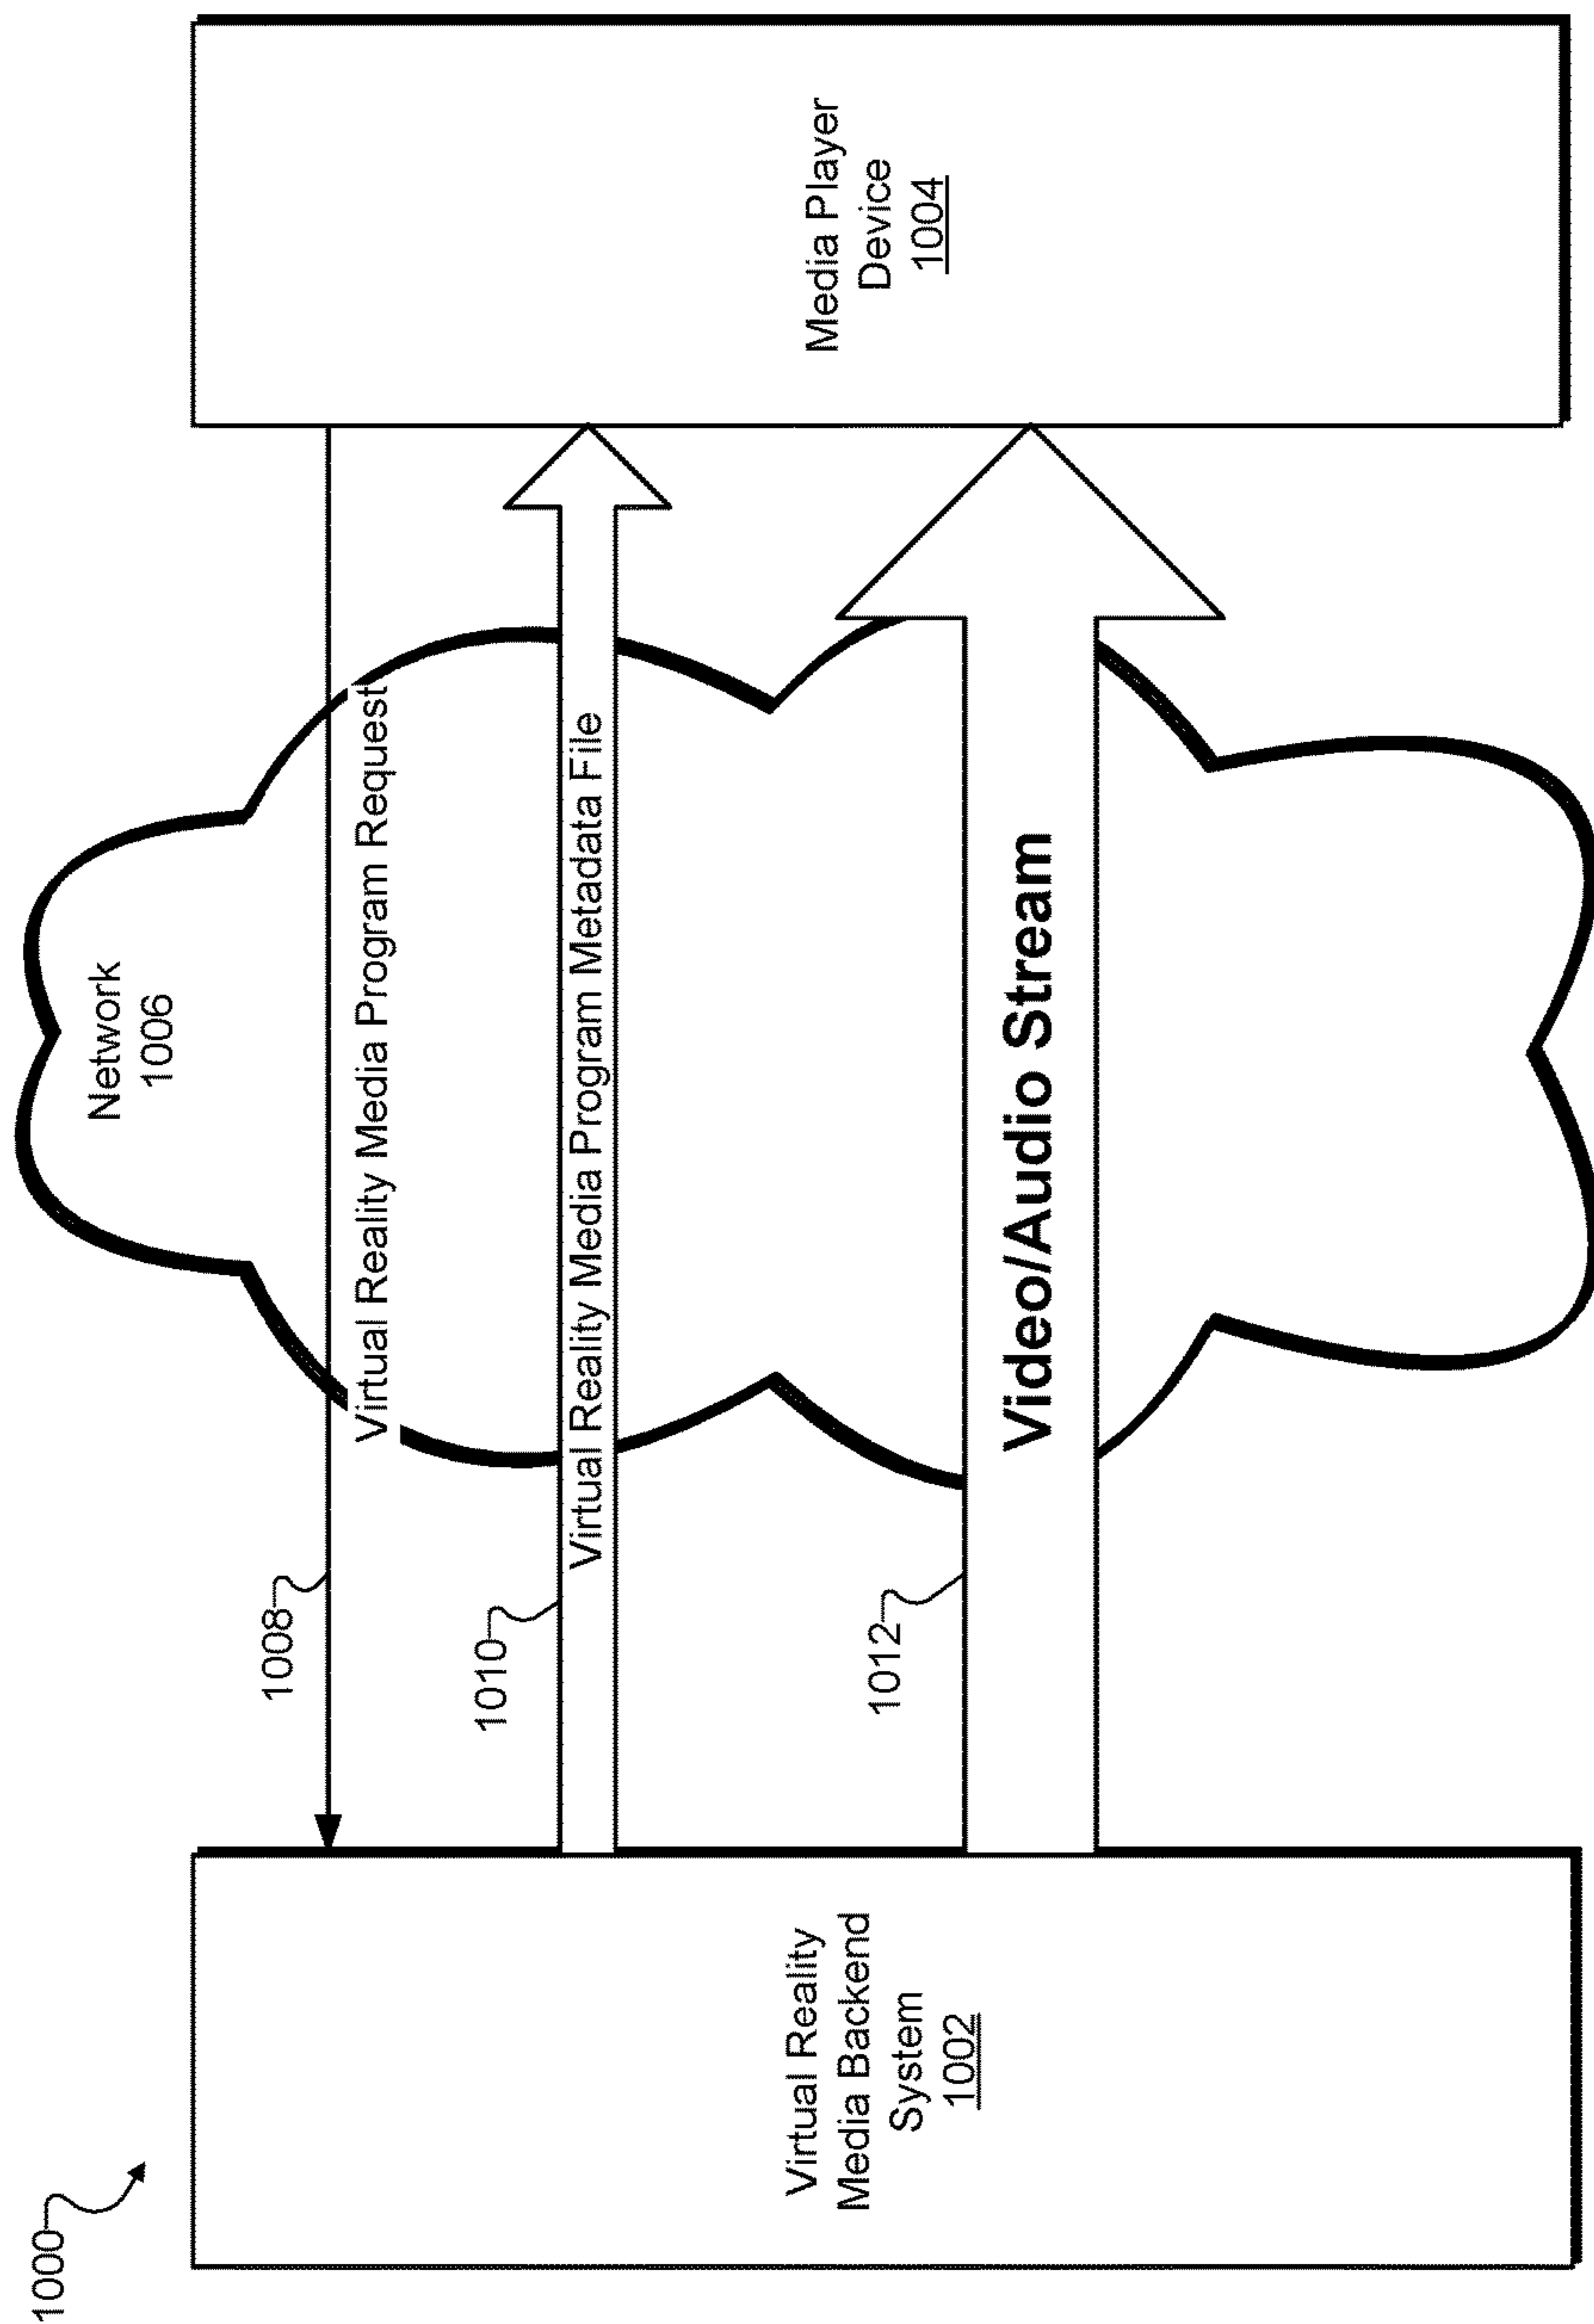 1000
Network
1006
1008
Virtual Reality Media Program Request
1010
Virtual Reality Media Program Metadata File
Virtual Reality
Media Backend
System
1002
Media Player
Device
1004
1012
Video/Audio Stream